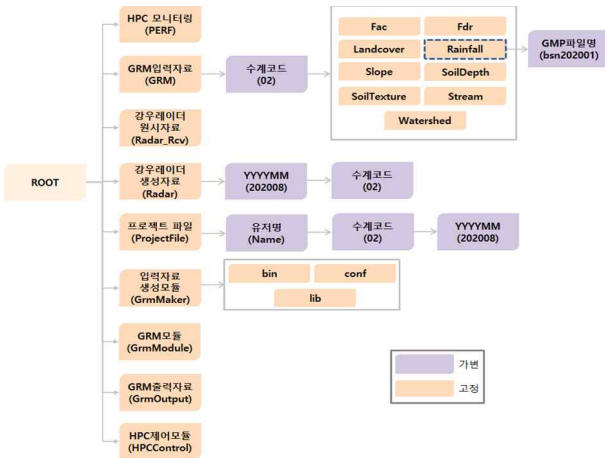 HPC 모니터링
(PERF)
GRM입력자료
(GRM)
수계코드
(02)
Fac
Fdr
Landcover
Rainfall
Slope
SoilDepth
SoilTexture
Stream
Watershed
GMP파일명
(bsn202001)
강우레이더
원시자료
(Radar_Rcv)
ROOT
강우레이더
생성자료
(Radar)
YYYYMM
(202008)
수계코드
(02)
프로젝트 파일
(ProjectFile)
유저명
(Name)
수계코드
(02)
YYYYMM
(202008)
입력자료
생성모듈
(GrmMaker)
bin
conf
lib
GRM모듈
(GrmModule)
GRM출력자료
(GrmOutput)
HPC제어모듈
(HPCControl)
가변
고정